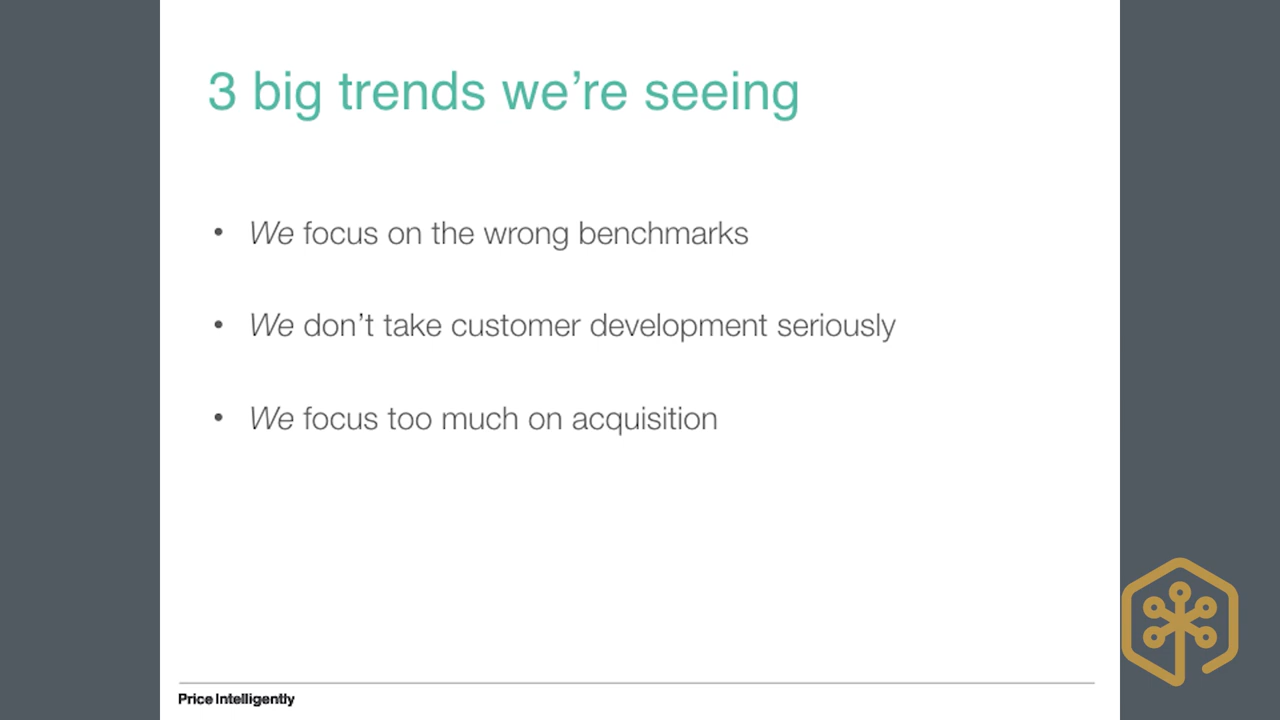 3 big trends we're seeing
• We focus on the wrong benchmarks
• We don't take customer development seriously
• We focus too much on acquisition
Price Intelligently